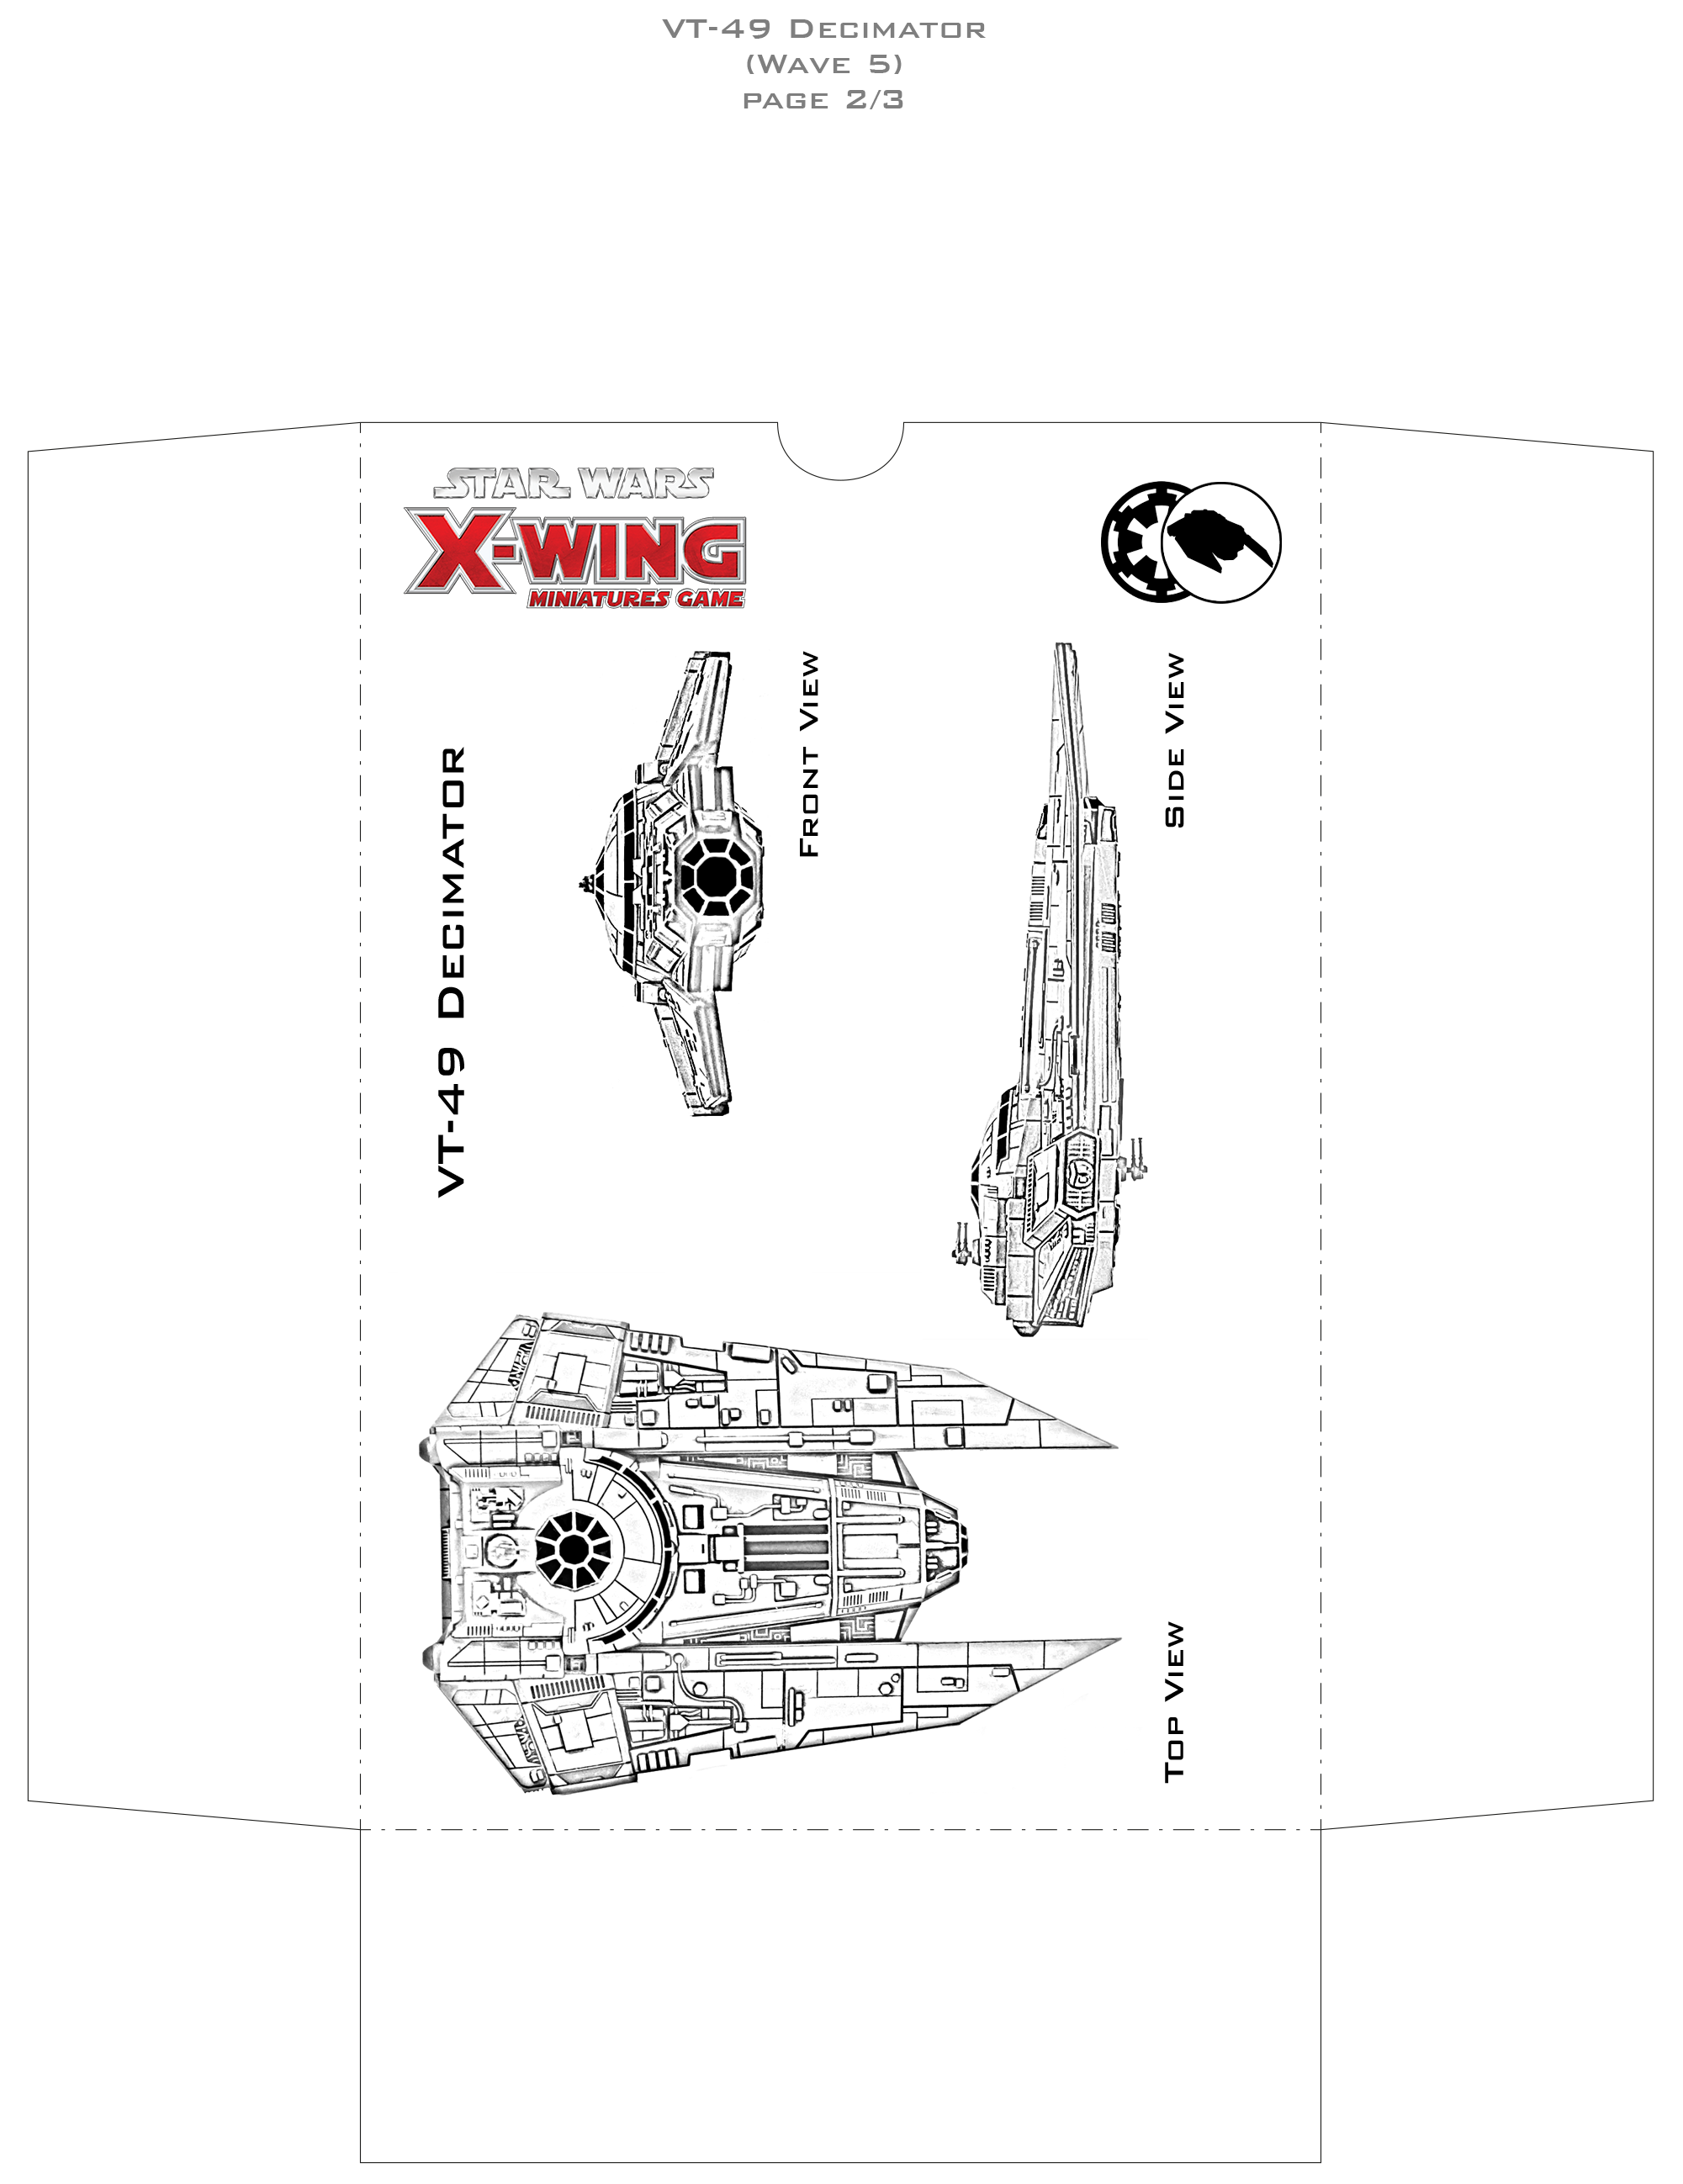 VT-49 Decimator
(Wave 5)
page 2/3
STAR WARS
X-WING
MINIATURES GAME
VT-49 Decimator
Front View
Side View
Top View